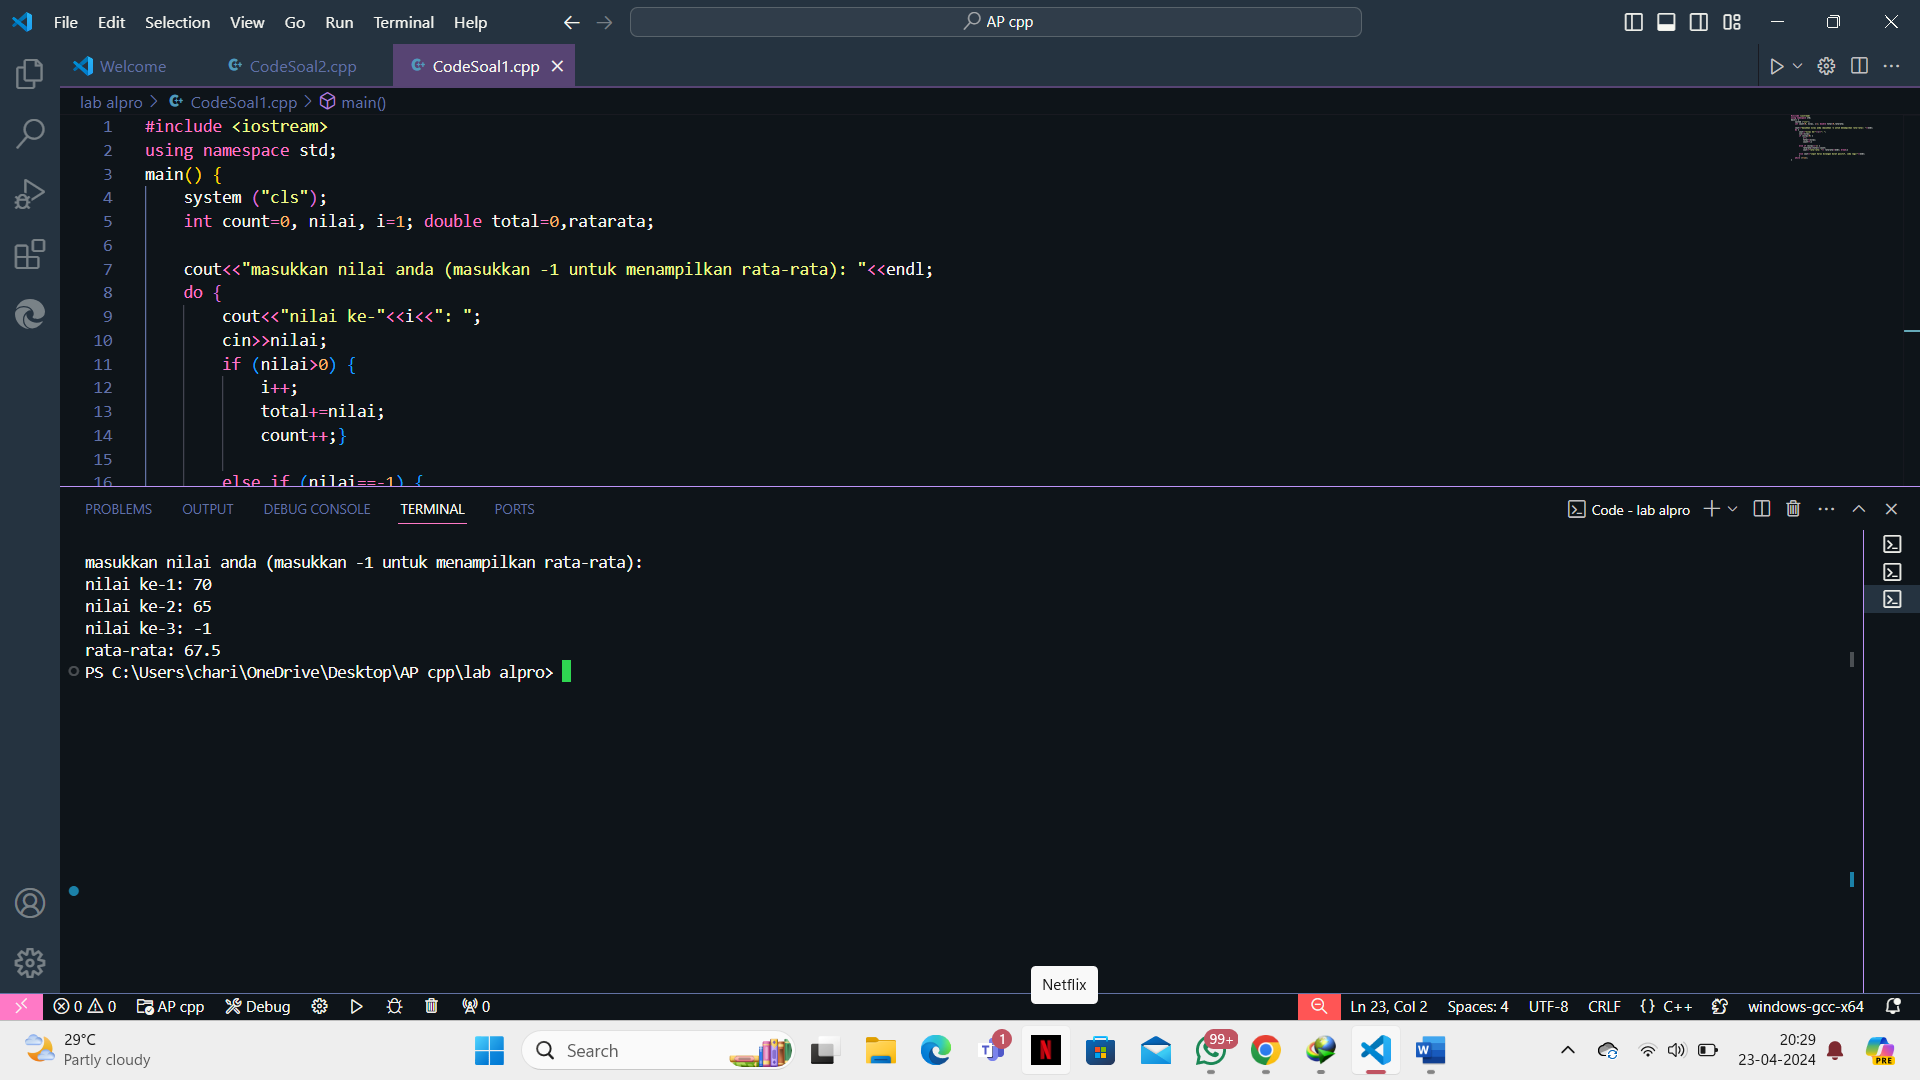 File Edit Selection View Go Run Terminal Help
AP cpp
Welcome CodeSoal2.cpp CodeSoal1.cpp
lab alpro > CodeSoal1.cpp > main()
1 #include <iostream>
2 using namespace std;
3 main() {
4 system ("cls");
5 int count=0, nilai, i=1; double total=0,ratarata;
6
7 cout<<"masukkan nilai anda (masukkan -1 untuk menampilkan rata-rata): "<<endl;
8 do {
9 cout<<"nilai ke-"<<i<<": ";
10 cin>>nilai;
11 if (nilai>0) {
12 i++;
13 total+=nilai;
14 count++;}
15
16 else if (nilai==-1) {
PROBLEMS OUTPUT DEBUG CONSOLE TERMINAL PORTS
Code - lab alpro
masukkan nilai anda (masukkan -1 untuk menampilkan rata-rata):
nilai ke-1: 70
nilai ke-2: 65
nilai ke-3: -1
rata-rata: 67.5
PS C:\Users\chari\OneDrive\Desktop\AP cpp\lab alpro>
Netflix
0 0 AP cpp Debug 0
Ln 23, Col 2 Spaces: 4 UTF-8 CRLF {} C++ windows-gcc-x64
29°C
Partly cloudy
Search
1
N
99+
W
20:29
23-04-2024
PRE